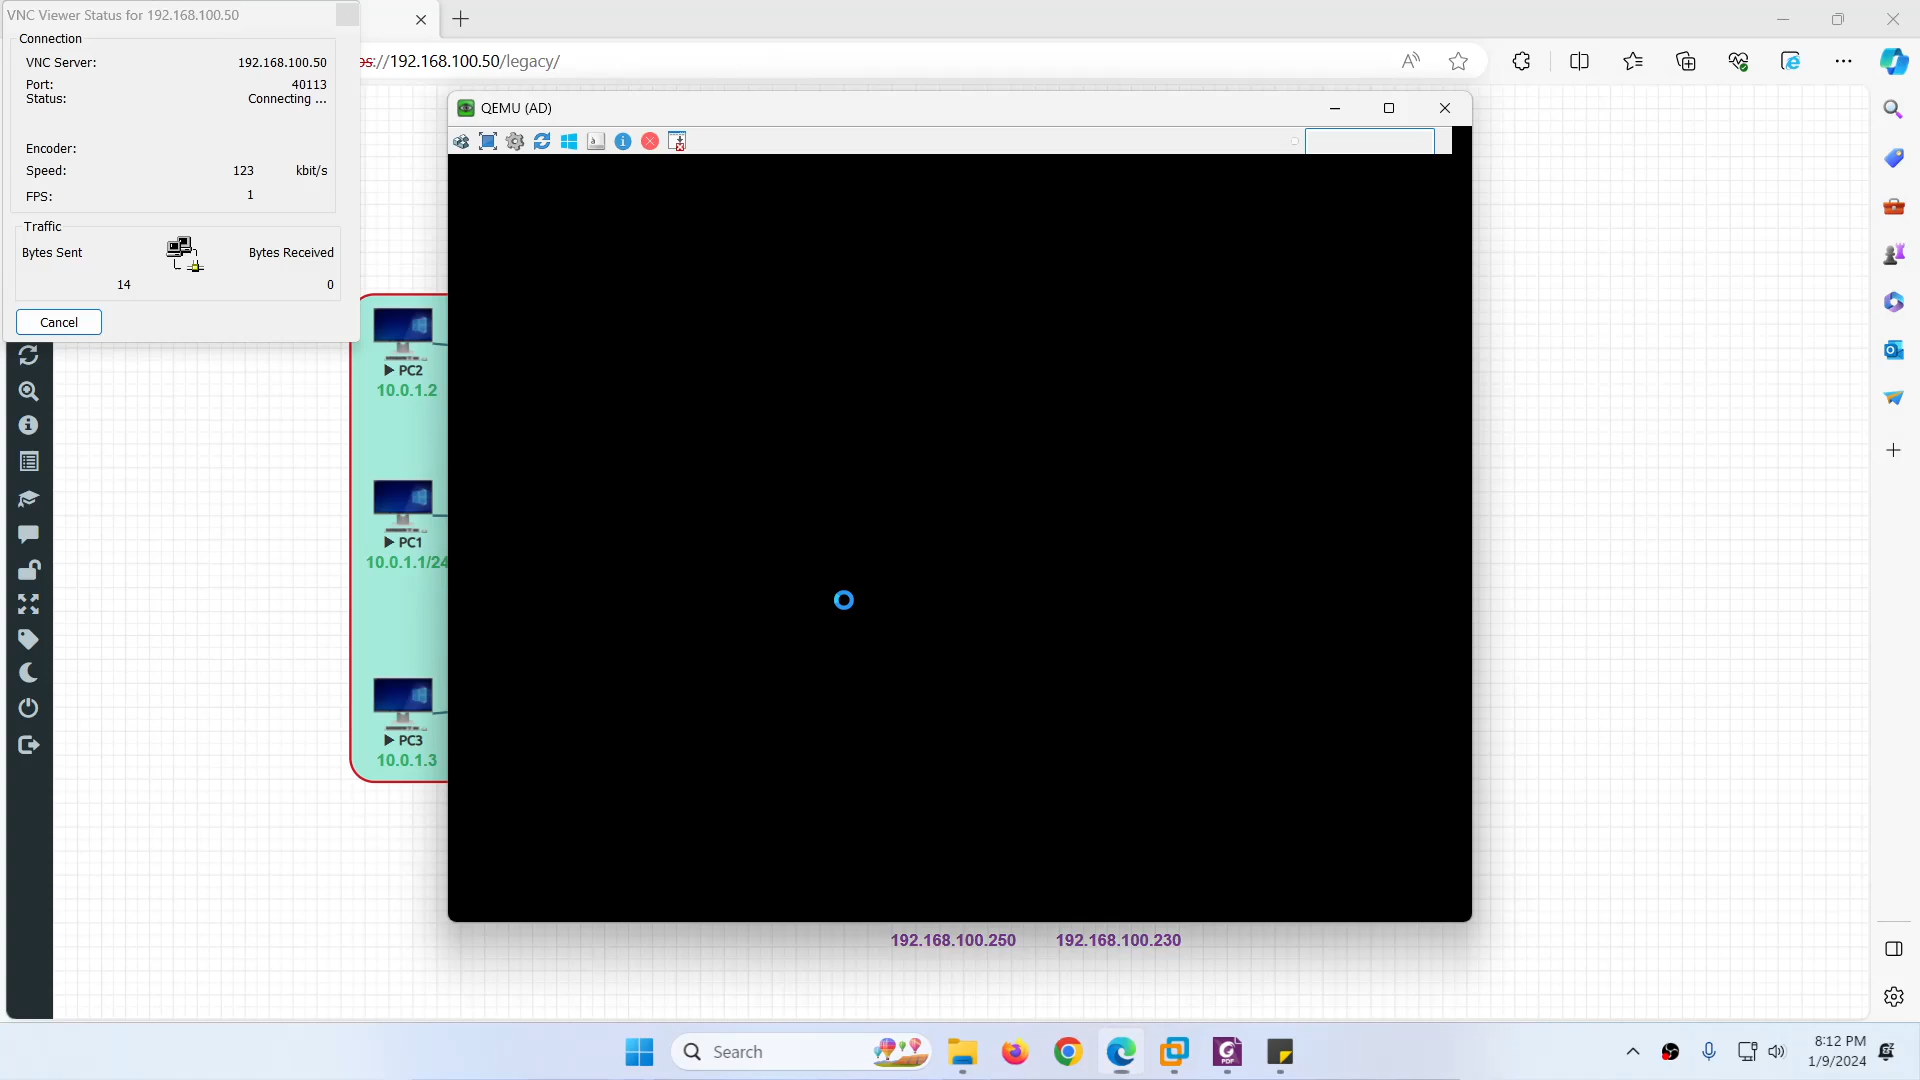 VNC Viewer Status for 192.168.100.50
Connection
VNC Server: 192.168.100.50
Port: 40113
Status: Connecting ...
Encoder:
Speed: 123 kbit/s
FPS: 1
Traffic
Bytes Sent Bytes Received
14 0
Cancel
://192.168.100.50/legacy/
QEMU (AD)
PC2
10.0.1.2
PC1
10.0.1.1/24
PC3
10.0.1.3
192.168.100.250 192.168.100.230
Search
8:12 PM
1/9/2024